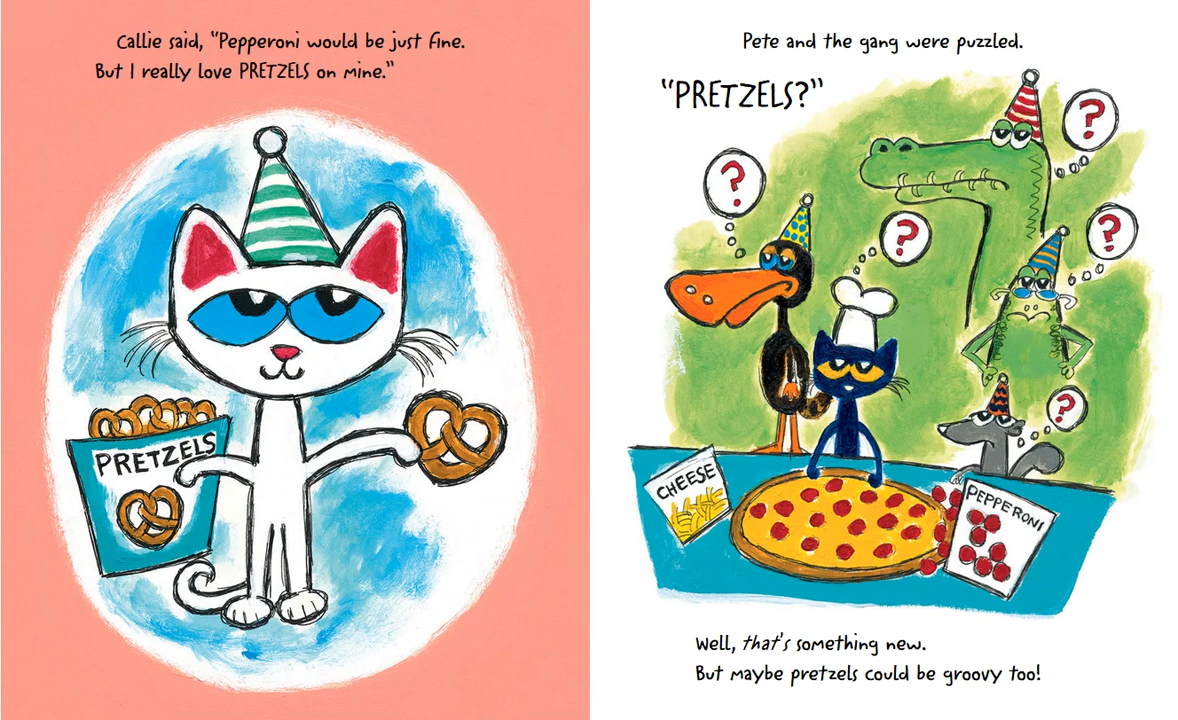 Callie said, “Pepperoni would be just fine.
But I really love PRETZELS on mine.”
PRETZELS
Pete and the gang were puzzled.
“PRETZELS?”
?
?
?
?
?
CHEESE
PEPPERONI
Well, that's something new.
But maybe pretzels could be groovy too!